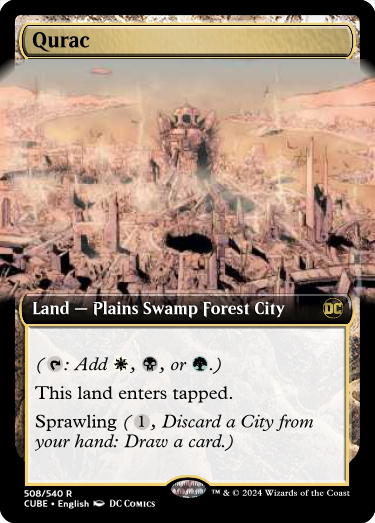 Qurac
Land — Plains Swamp Forest City
DC
( : Add , , or .)
This land enters tapped.
Sprawling ( 1 , Discard a City from
your hand: Draw a card.)
508/540 R
CUBE • English DC COMICS
™ & © 2024 Wizards of the Coast